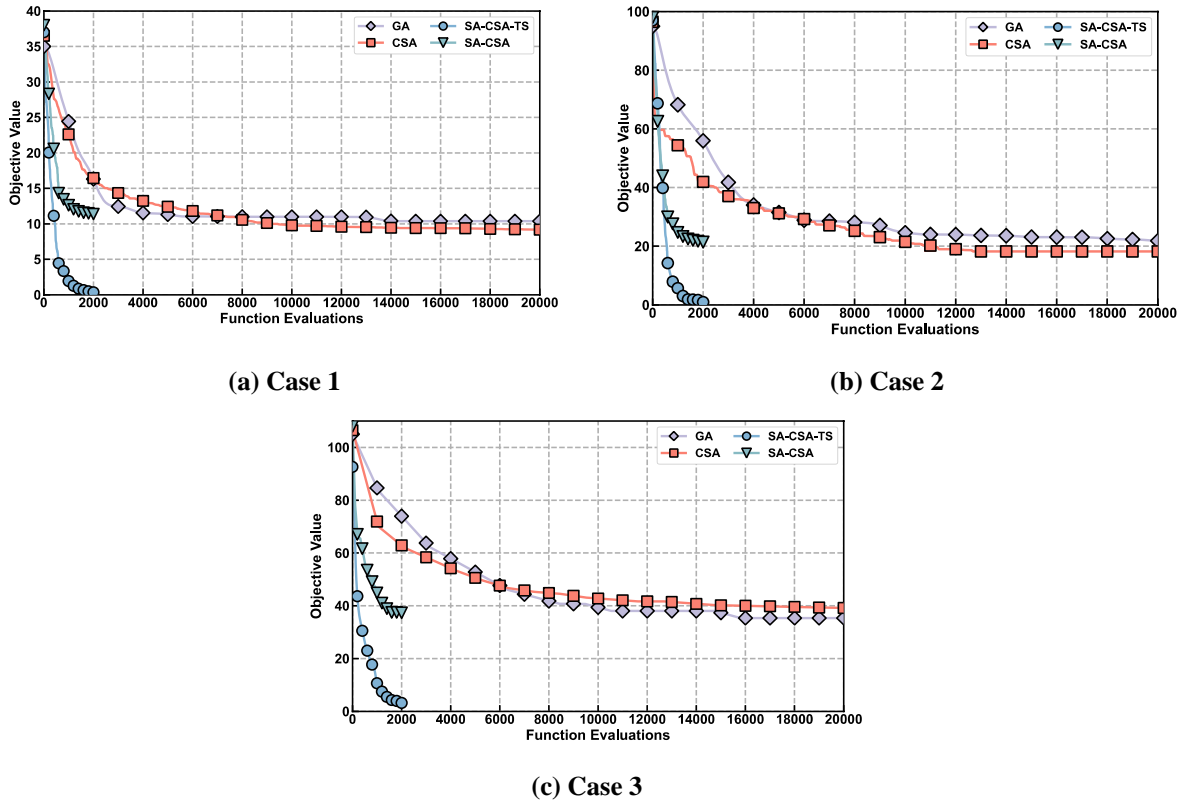 40
35
30
25
20
15
10
5
0
Objective Value
GA
SA-CSA-TS
CSA
SA-CSA
0 2000 4000 6000 8000 10000 12000 14000 16000 18000 20000
Function Evaluations
(a) Case 1
100
80
60
40
20
0
Objective Value
GA
SA-CSA-TS
CSA
SA-CSA
0 2000 4000 6000 8000 10000 12000 14000 16000 18000 20000
Function Evaluations
(b) Case 2
100
80
60
40
20
0
Objective Value
GA
SA-CSA-TS
CSA
SA-CSA
0 2000 4000 6000 8000 10000 12000 14000 16000 18000 20000
Function Evaluations
(c) Case 3